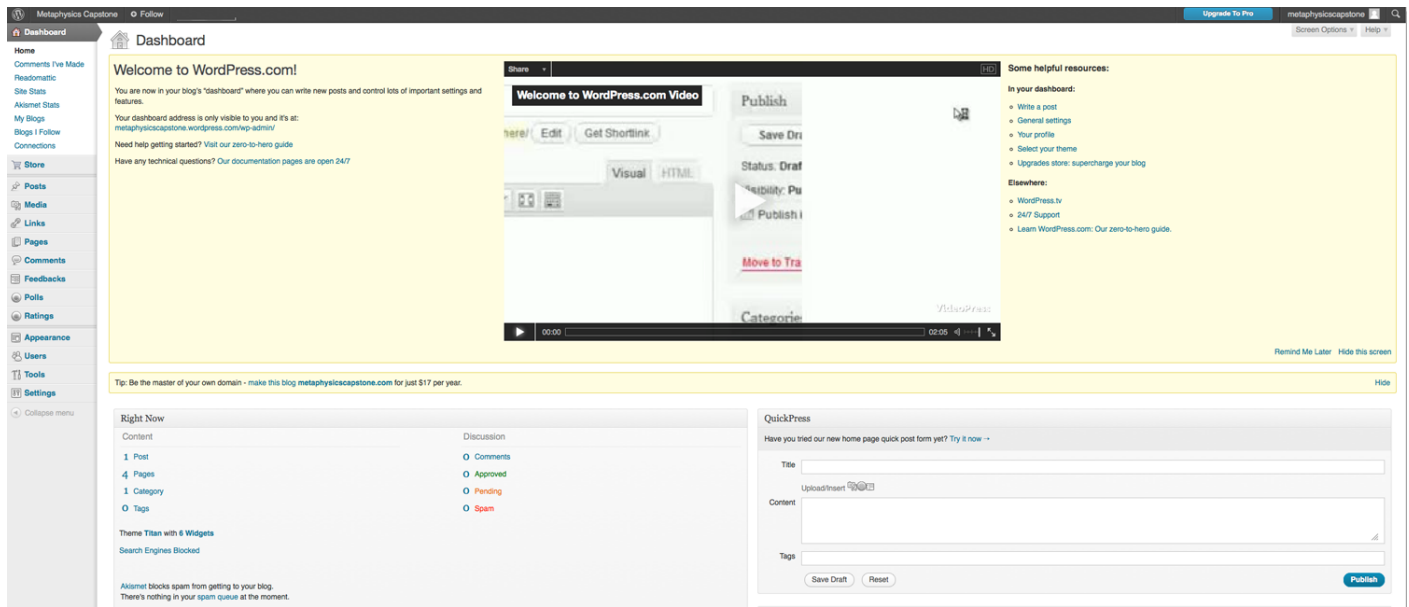 Metaphysics Capstone Follow Upgrade To Pro metaphysicscapstone
Dashboard
Home
Comments I've Made
Readomattic
Site Stats
Akismet Stats
My Blogs
Blogs I Follow
Connections
Store
Posts
Media
Links
Pages
Comments
Feedbacks
Polls
Ratings
Appearance
Users
Tools
Settings
Collapse menu
Screen Options Help
Dashboard
Welcome to WordPress.com!
You are now in your blog's "dashboard" where you can write new posts and control lots of important settings and
features.
Your dashboard address is only visible to you and it's at:
metaphysicscapstone.wordpress.com/wp-admin/
Need help getting started? Visit our zero-to-hero guide
Have any technical questions? Our documentation pages are open 24/7
Share HD
Welcome to WordPress.com Video
Publish
here/ Edit Get Shortlink
Save Dra
Visual HTML
Status: Draf
Visibility: Pu
Publish i
Move to Tra
Categorie
VideoPress
00:00 02:05
Some helpful resources:
In your dashboard:
Write a post
General settings
Your profile
Select your theme
Upgrades store: supercharge your blog
Elsewhere:
WordPress.tv
24/7 Support
Learn WordPress.com: Our zero-to-hero guide.
Remind Me Later Hide this screen
Tip: Be the master of your own domain - make this blog metaphysicscapstone.com for just $17 per year. Hide
Right Now
Content Discussion
1 Post 0 Comments
4 Pages 0 Approved
1 Category 0 Pending
0 Tags 0 Spam
Theme Titan with 6 Widgets
Search Engines Blocked
Akismet blocks spam from getting to your blog.
There's nothing in your spam queue at the moment.
QuickPress
Have you tried our new home page quick post form yet? Try it now →
Title
Upload/Insert
Content
Tags
Save Draft Reset Publish